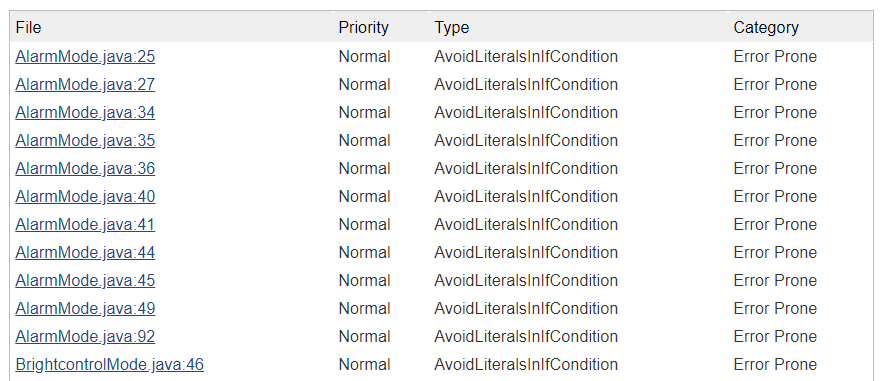 File Priority Type Category
AlarmMode.java:25 Normal AvoidLiteralsInIfCondition Error Prone
AlarmMode.java:27 Normal AvoidLiteralsInIfCondition Error Prone
AlarmMode.java:34 Normal AvoidLiteralsInIfCondition Error Prone
AlarmMode.java:35 Normal AvoidLiteralsInIfCondition Error Prone
AlarmMode.java:36 Normal AvoidLiteralsInIfCondition Error Prone
AlarmMode.java:40 Normal AvoidLiteralsInIfCondition Error Prone
AlarmMode.java:41 Normal AvoidLiteralsInIfCondition Error Prone
AlarmMode.java:44 Normal AvoidLiteralsInIfCondition Error Prone
AlarmMode.java:45 Normal AvoidLiteralsInIfCondition Error Prone
AlarmMode.java:49 Normal AvoidLiteralsInIfCondition Error Prone
AlarmMode.java:92 Normal AvoidLiteralsInIfCondition Error Prone
BrightcontrolMode.java:46 Normal AvoidLiteralsInIfCondition Error Prone